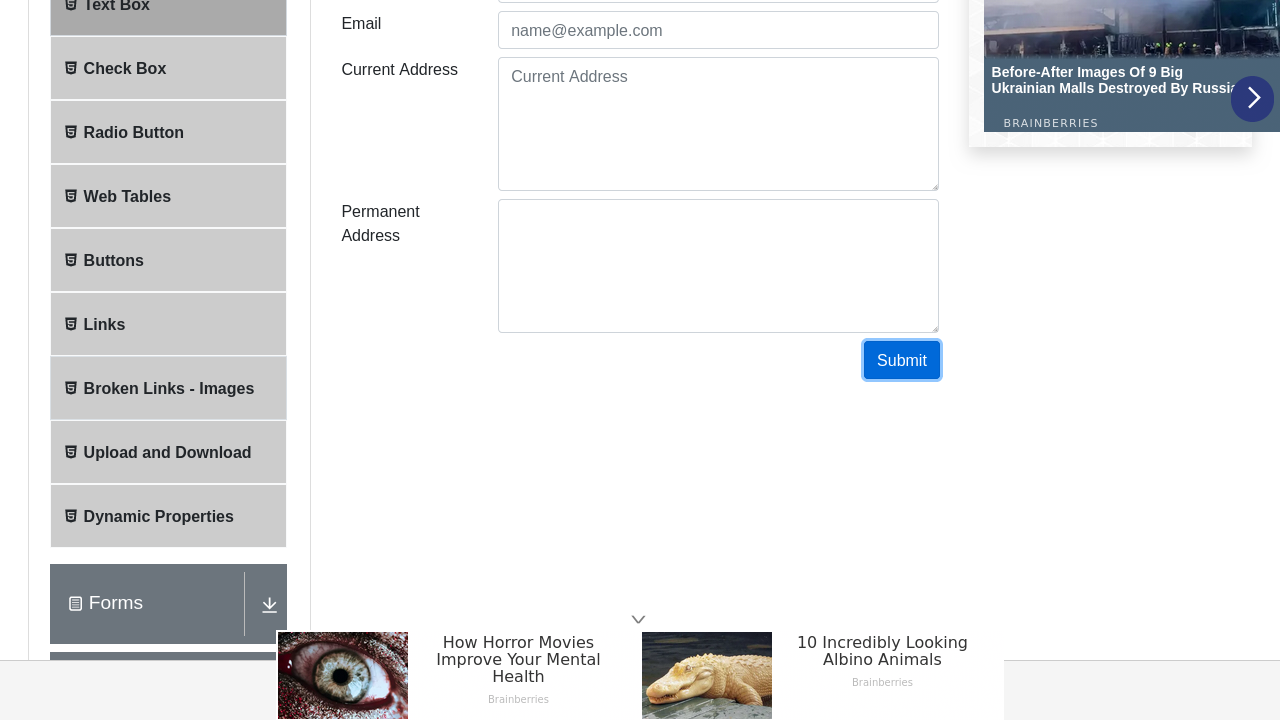 Text Box
Check Box
Radio Button
Web Tables
Buttons
Links
Broken Links - Images
Upload and Download
Dynamic Properties
Forms
Email
name@example.com
Current Address
Current Address
Permanent
Address
Submit
Before-After Images Of 9 Big
Ukrainian Malls Destroyed By Russia
BRAINBERRIES
How Horror Movies
Improve Your Mental
Health
Brainberries
10 Incredibly Looking
Albino Animals
Brainberries